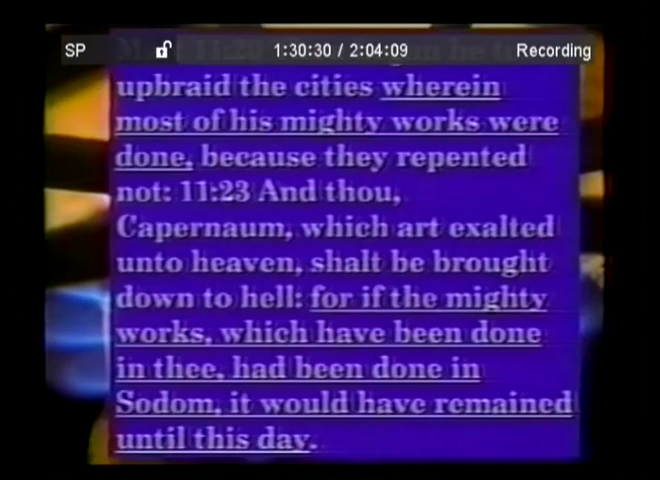 SP 1:30:30 / 2:04:09 Recording
upbraid the cities wherein
most of his mighty works were
done, because they repented
not: 11:23 And thou,
Capernaum, which art exalted
unto heaven, shalt be brought
down to hell: for if the mighty
works, which have been done
in thee, had been done in
Sodom, it would have remained
until this day.